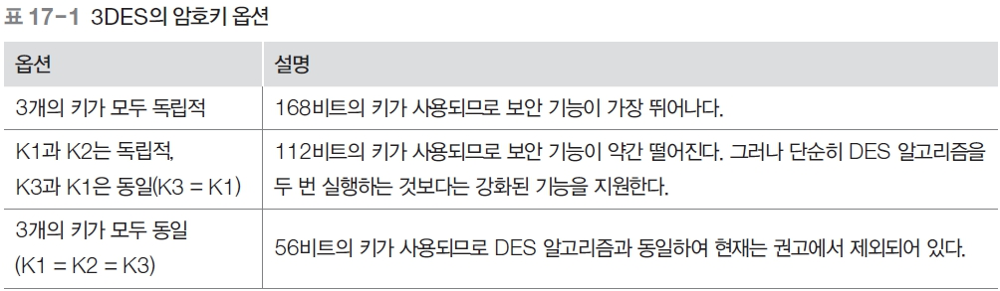 표 17-1 3DES의 암호키 옵션
옵션
설명
3개의 키가 모두 독립적
168비트의 키가 사용되므로 보안 기능이 가장 뛰어나다.
K1과 K2는 독립적,
K3과 K1은 동일(K3 = K1)
112비트의 키가 사용되므로 보안 기능이 약간 떨어진다. 그러나 단순히 DES 알고리즘을
두 번 실행하는 것보다는 강화된 기능을 지원한다.
3개의 키가 모두 동일
(K1 = K2 = K3)
56비트의 키가 사용되므로 DES 알고리즘과 동일하여 현재는 권고에서 제외되어 있다.